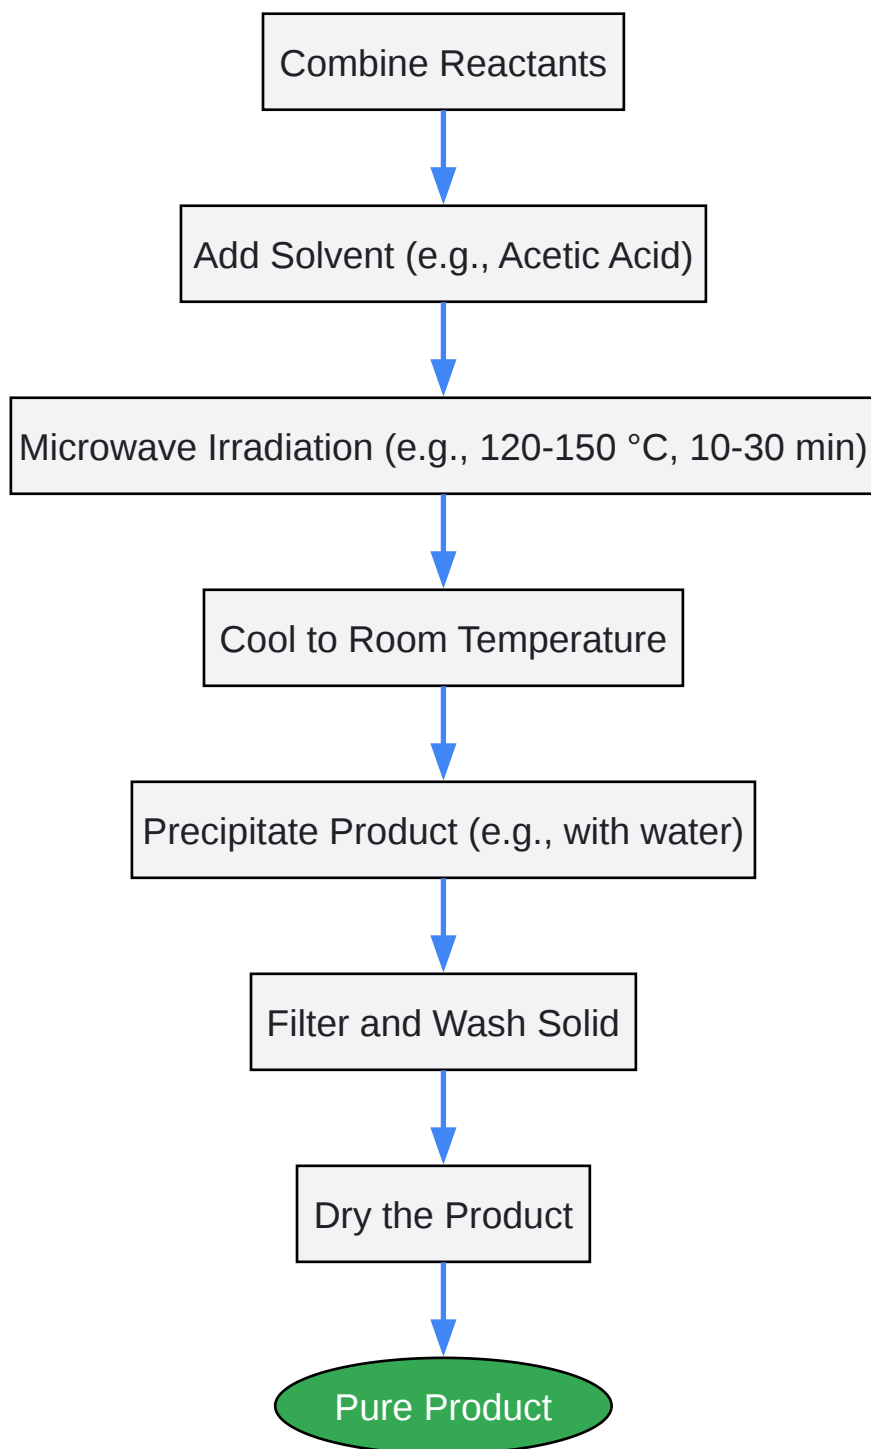 Combine Reactants
Add Solvent (e.g., Acetic Acid)
Microwave Irradiation (e.g., 120-150 °C, 10-30 min)
Cool to Room Temperature
Precipitate Product (e.g., with water)
Filter and Wash Solid
Dry the Product
Pure Product